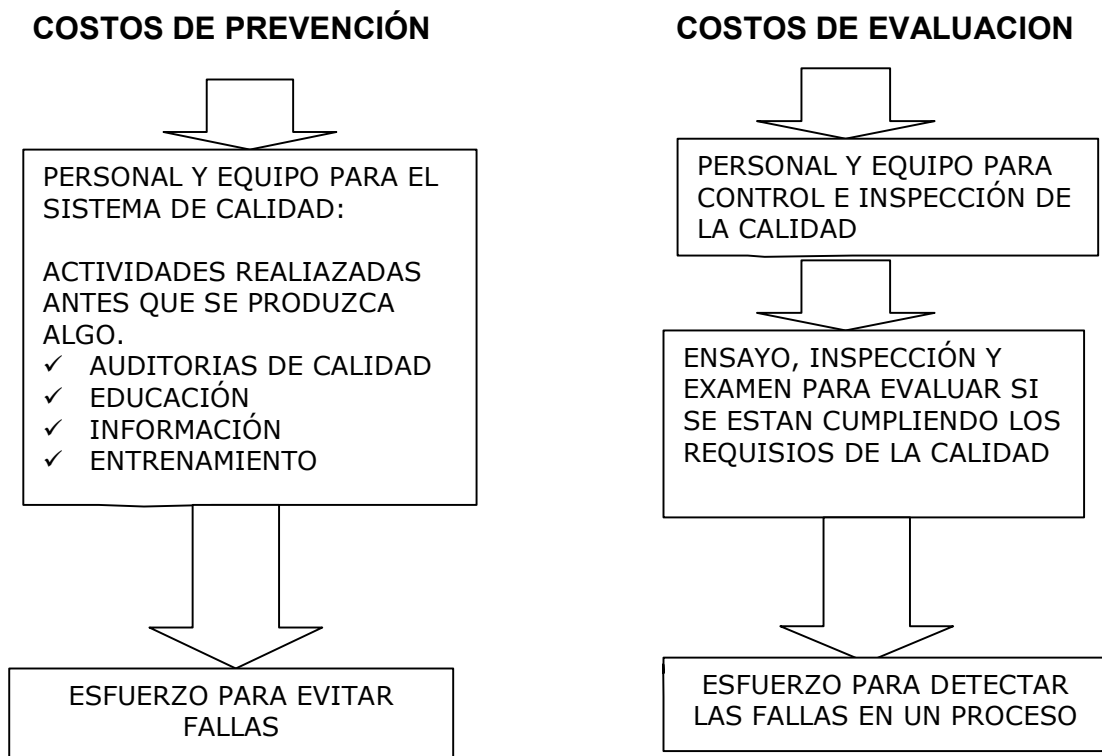 COSTOS DE PREVENCIÓN
PERSONAL Y EQUIPO PARA EL
SISTEMA DE CALIDAD:
ACTIVIDADES REALIAZADAS
ANTES QUE SE PRODUZCA
ALGO.
✓ AUDITORIAS DE CALIDAD
✓ EDUCACIÓN
✓ INFORMACIÓN
✓ ENTRENAMIENTO
ESFUERZO PARA EVITAR
FALLAS
COSTOS DE EVALUACION
PERSONAL Y EQUIPO PARA
CONTROL E INSPECCIÓN DE
LA CALIDAD
ENSAYO, INSPECCIÓN Y
EXAMEN PARA EVALUAR SI
SE ESTAN CUMPLIENDO LOS
REQUISIOS DE LA CALIDAD
ESFUERZO PARA DETECTAR
LAS FALLAS EN UN PROCESO